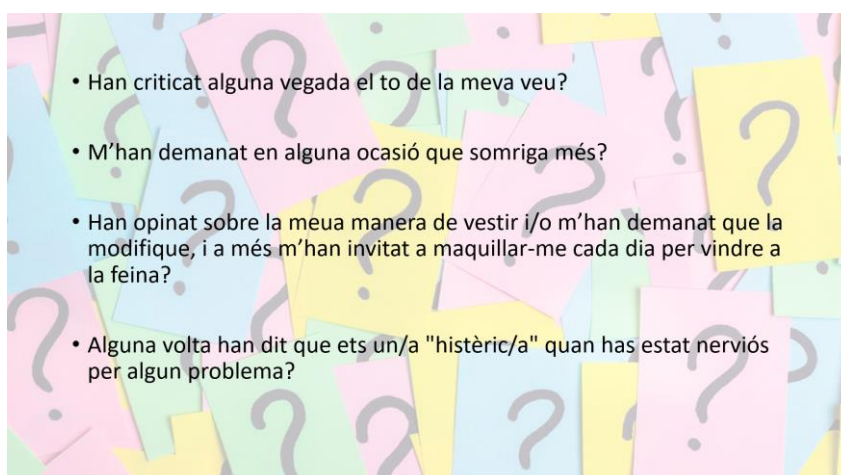 • Han criticat alguna vegada el to de la meva veu?
• M’han demanat en alguna ocasió que somriga més?
• Han opinat sobre la meua manera de vestir i/o m’han demanat que la
modifique, i a més m’han invitat a maquillar-me cada dia per vindre a
la feina?
• Alguna volta han dit que ets un/a "histèric/a" quan has estat nerviós
per algun problema?